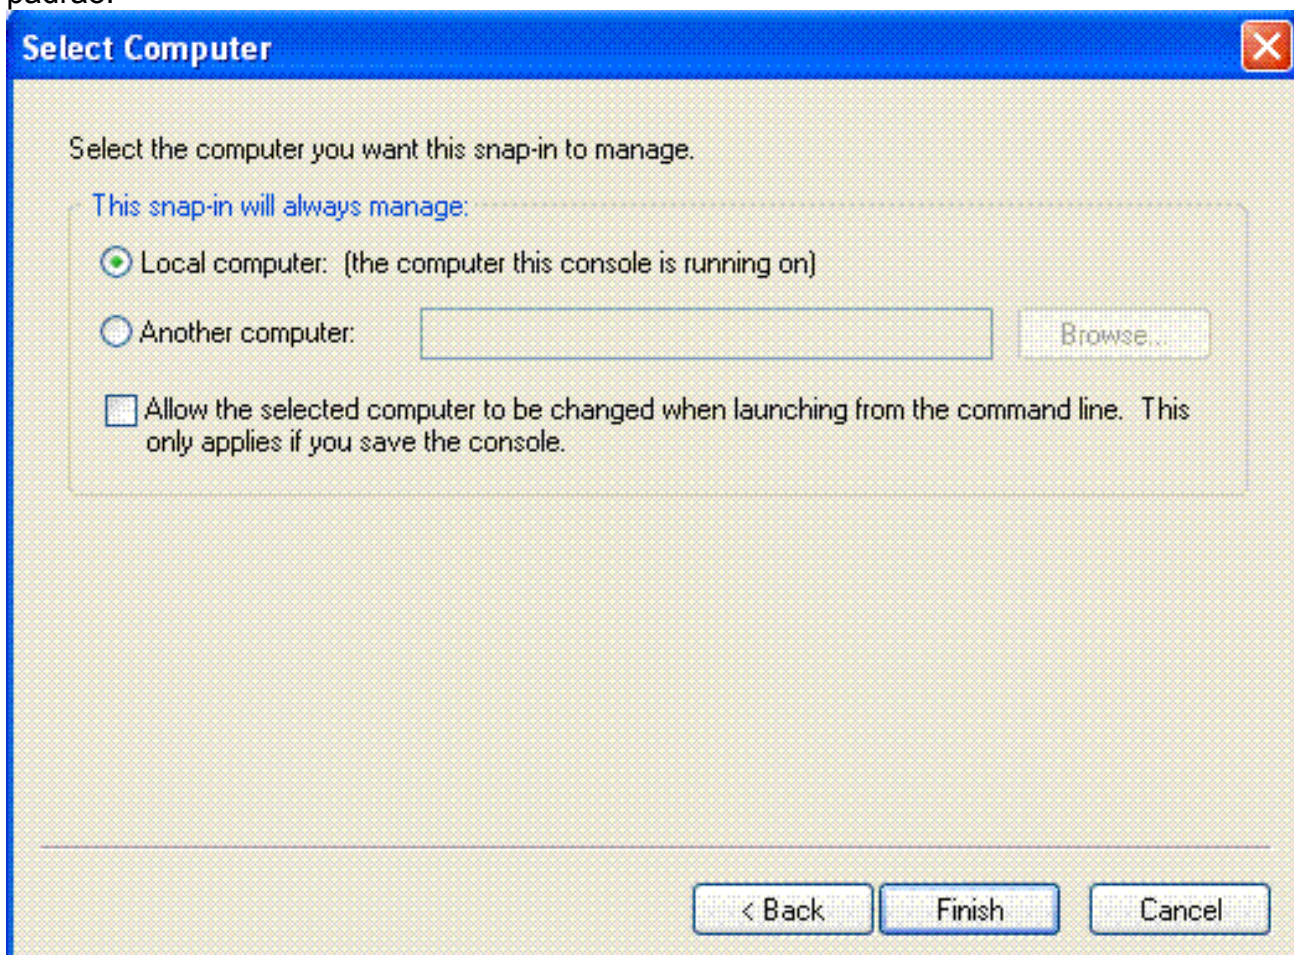 padrão.
Select Computer
Select the computer you want this snap-in to manage.
This snap-in will always manage:
Local computer: (the computer this console is running on)
Another computer:
Browse...
Allow the selected computer to be changed when launching from the command line. This
only applies if you save the console.
< Back
Finish
Cancel